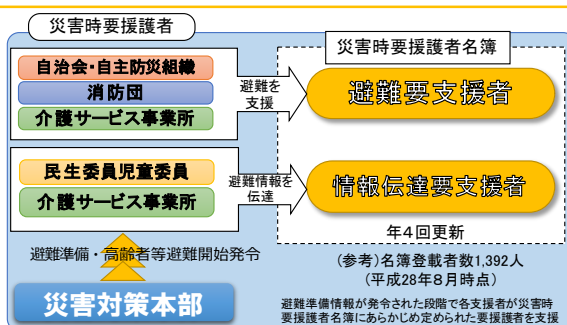 災害時要援護者
自治会・自主防災組織
消防団
介護サービス事業所
避難を
支援
災害時要援護者名簿
避難要支援者
民生委員児童委員
介護サービス事業所
避難情報を
伝達
情報伝達要支援者
年４回更新
避難準備・高齢者等避難開始発令
災害対策本部
(参考)名簿登載者数1,392人
(平成28年８月時点)
避難準備情報が発令された段階で各支援者が災害時
要援護者名簿にあらかじめ定められた要援護者を支援